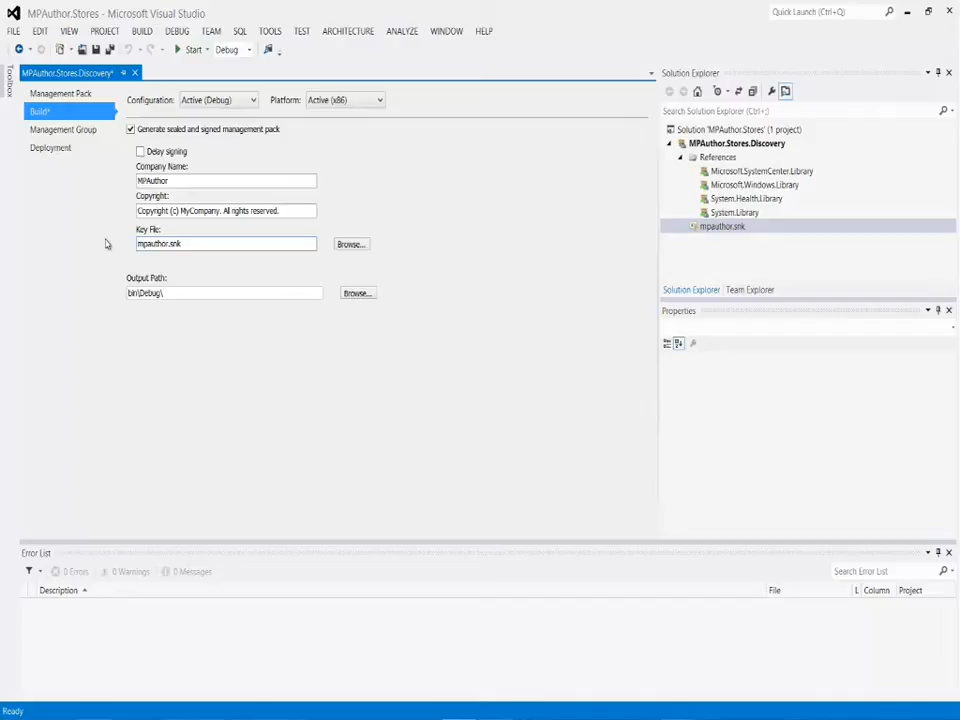 MPAuthor.Stores - Microsoft Visual Studio
Quick Launch (Ctrl+Q)
FILE EDIT VIEW PROJECT BUILD DEBUG TEAM SQL TOOLS TEST ARCHITECTURE ANALYZE WINDOW HELP
Start Debug
Toolbox
MPAuthor.Stores.Discovery*
Management Pack
Build*
Management Group
Deployment
Configuration: Active (Debug) Platform: Active (x86)
Generate sealed and signed management pack
Delay signing
Company Name:
MPAuthor
Copyright:
Copyright (c) MyCompany. All rights reserved.
Key File:
mpauthor.snk Browse...
Output Path:
bin\Debug\ Browse...
Solution Explorer
Search Solution Explorer (Ctrl+;)
Solution 'MPAuthor.Stores' (1 project)
MPAuthor.Stores.Discovery
References
Microsoft.SystemCenter.Library
Microsoft.Windows.Library
System.Health.Library
System.Library
mpauthor.snk
Solution Explorer Team Explorer
Properties
Error List
0 Errors 0 Warnings 0 Messages
Search Error List
Description File L Column Project
Ready